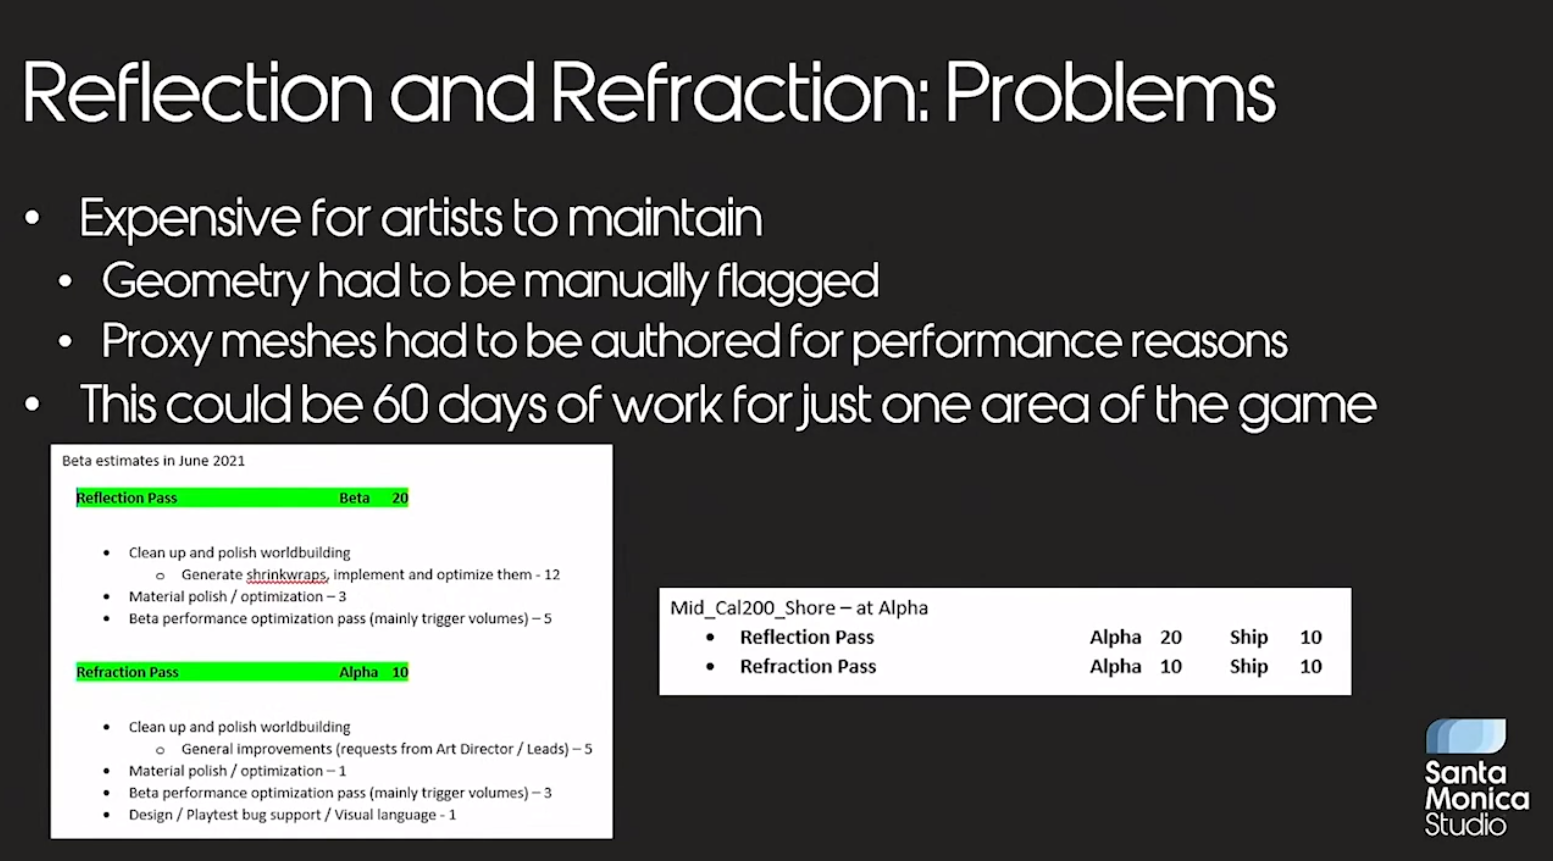 Reflection and Refraction: Problems
• Expensive for artists to maintain
• Geometry had to be manually flagged
• Proxy meshes had to be authored for performance reasons
• This could be 60 days of work for just one area of the game
Beta estimates in June 2021
Reflection Pass Beta 20
• Clean up and polish worldbuilding
o Generate shrinkwraps, implement and optimize them - 12
• Material polish / optimization – 3
• Beta performance optimization pass (mainly trigger volumes) – 5
Refraction Pass Alpha 10
• Clean up and polish worldbuilding
o General improvements (requests from Art Director / Leads) – 5
• Material polish / optimization – 1
• Beta performance optimization pass (mainly trigger volumes) – 3
• Design / Playtest bug support / Visual language - 1
Mid_Cal200_Shore – at Alpha
• Reflection Pass Alpha 20 Ship 10
• Refraction Pass Alpha 10 Ship 10
Santa
Monica
Studio